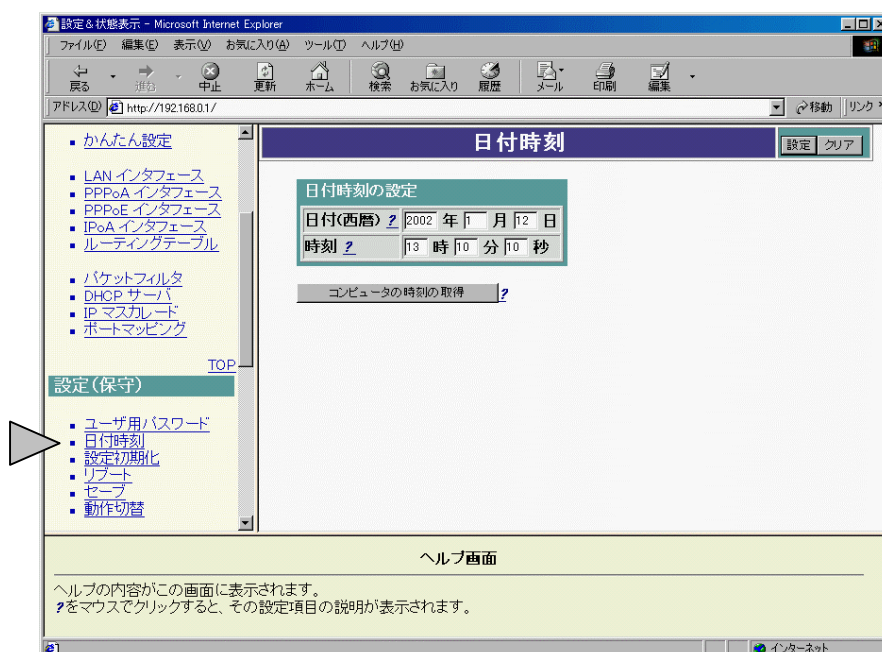 設定&状態表示 - Microsoft Internet Explorer
ファイル(F) 編集(E) 表示(V) お気に入り(A) ツール(T) ヘルプ(H)
戻る 進む 中止 更新 ホーム 検索 お気に入り 履歴 メール 印刷 編集
アドレス(D) http://192.168.0.1/ 移動 リンク
かんたん設定
LAN インタフェース
PPPoA インタフェース
PPPoE インタフェース
IPoA インタフェース
ルーティングテーブル
パケットフィルタ
DHCP サーバ
IP マスカレード
ポートマッピング
TOP
設定(保守)
ユーザ用パスワード
日付時刻
設定初期化
リブート
セーブ
動作切替
日付時刻
設定 クリア
日付時刻の設定
日付(西暦) ? 2002 年 1 月 12 日
時刻 ? 13 時 10 分 10 秒
コンピュータの時刻の取得 ?
ヘルプ画面
ヘルプの内容がこの画面に表示されます。
?をマウスでクリックすると、その設定項目の説明が表示されます。
インターネット